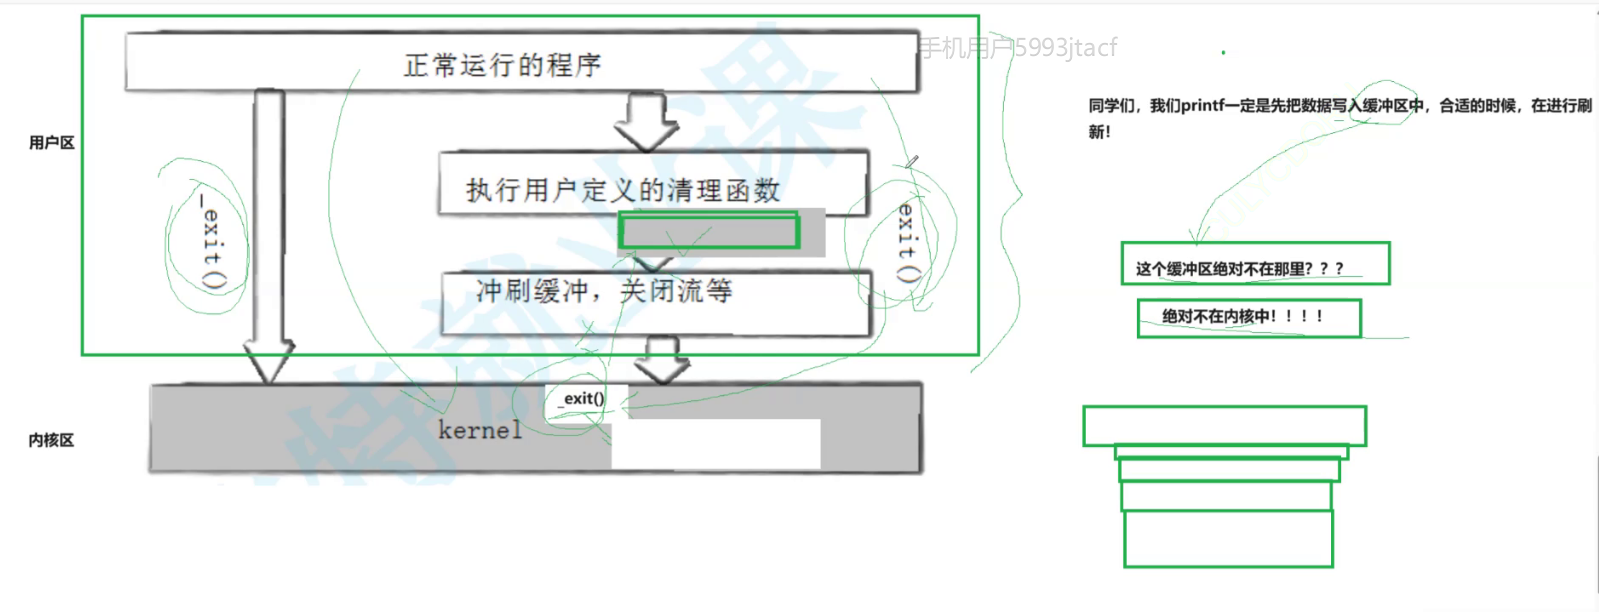 正常运行的程序
手机用户5993jtacf
同学们，我们printf一定是先把数据写入缓冲区中，合适的时候，在进行刷
新！
用户区
执行用户定义的清理函数
_exit()
exit()
这个缓冲区绝对不在那里？？？
冲刷缓冲，关闭流等
绝对不在内核中！！！！
_exit()
kernel
内核区